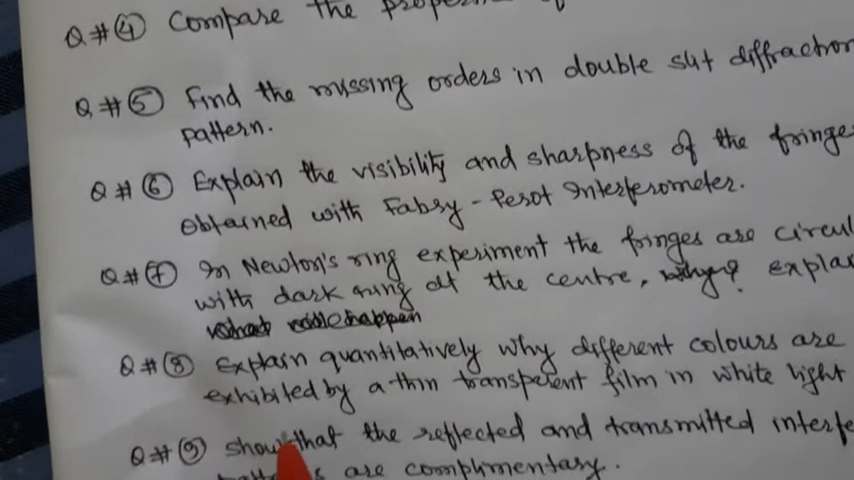 Q # ④ Compare the
Q # ⑤ Find the missing orders in double slit diffraction
pattern.
Q # ⑥ Explain the visibility and sharpness of the fringe
obtained with Fabry - Perot Interferometer.
Q # ⑦ In Newton's ring experiment the fringes are circul
with dark ring at the centre, why? explai
Q # ⑧ Explain quantitatively why different colours are
exhibited by a thin transperent film in white light
Q # ⑨ show that the reflected and transmitted interfe
are complimentary.